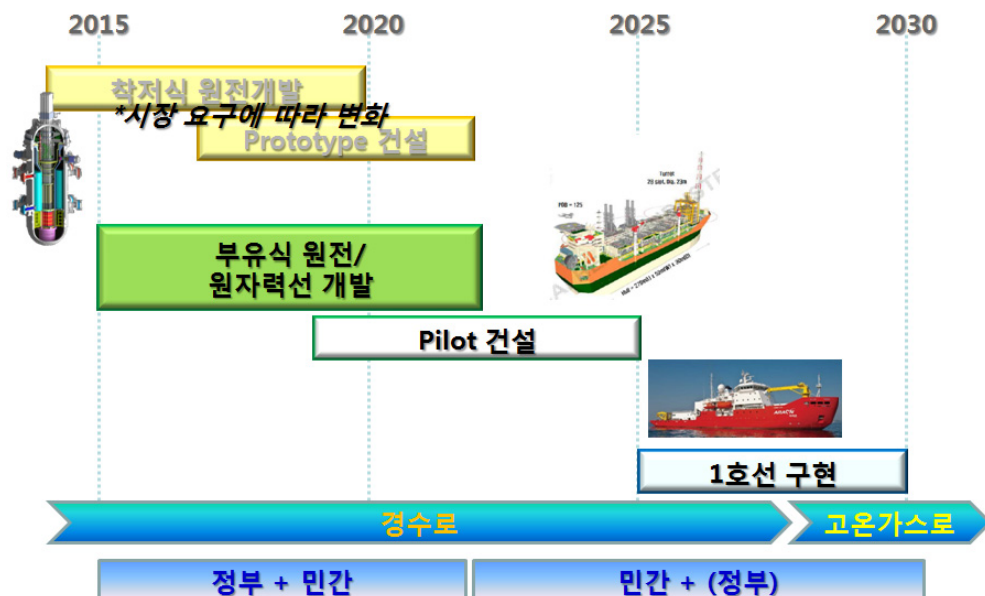 2015
2020
2025
2030
착저식 원전개발
*시장 요구에 따라 변화
Prototype 건설
부유식 원전/
원자력선 개발
Pilot 건설
1호선 구현
경수로
고온가스로
정부 + 민간
민간 + (정부)
Turret